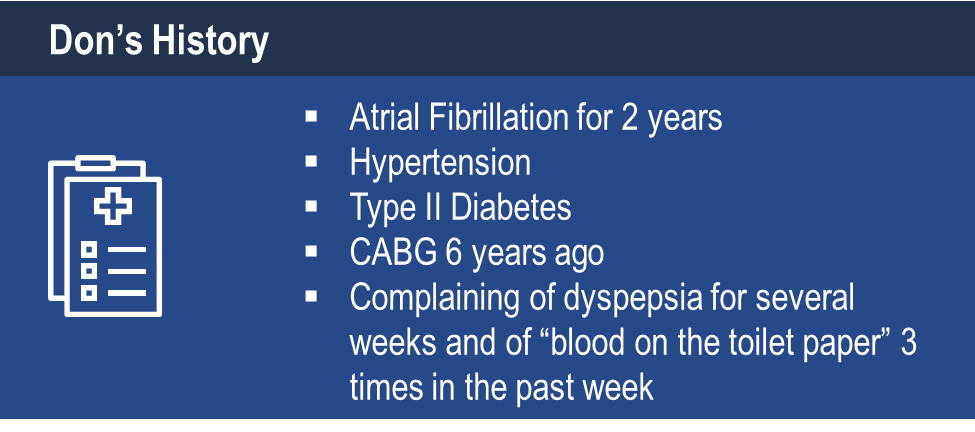 Don’s History
▪ Atrial Fibrillation for 2 years
▪ Hypertension
▪ Type II Diabetes
▪ CABG 6 years ago
▪ Complaining of dyspepsia for several
weeks and of “blood on the toilet paper” 3
times in the past week